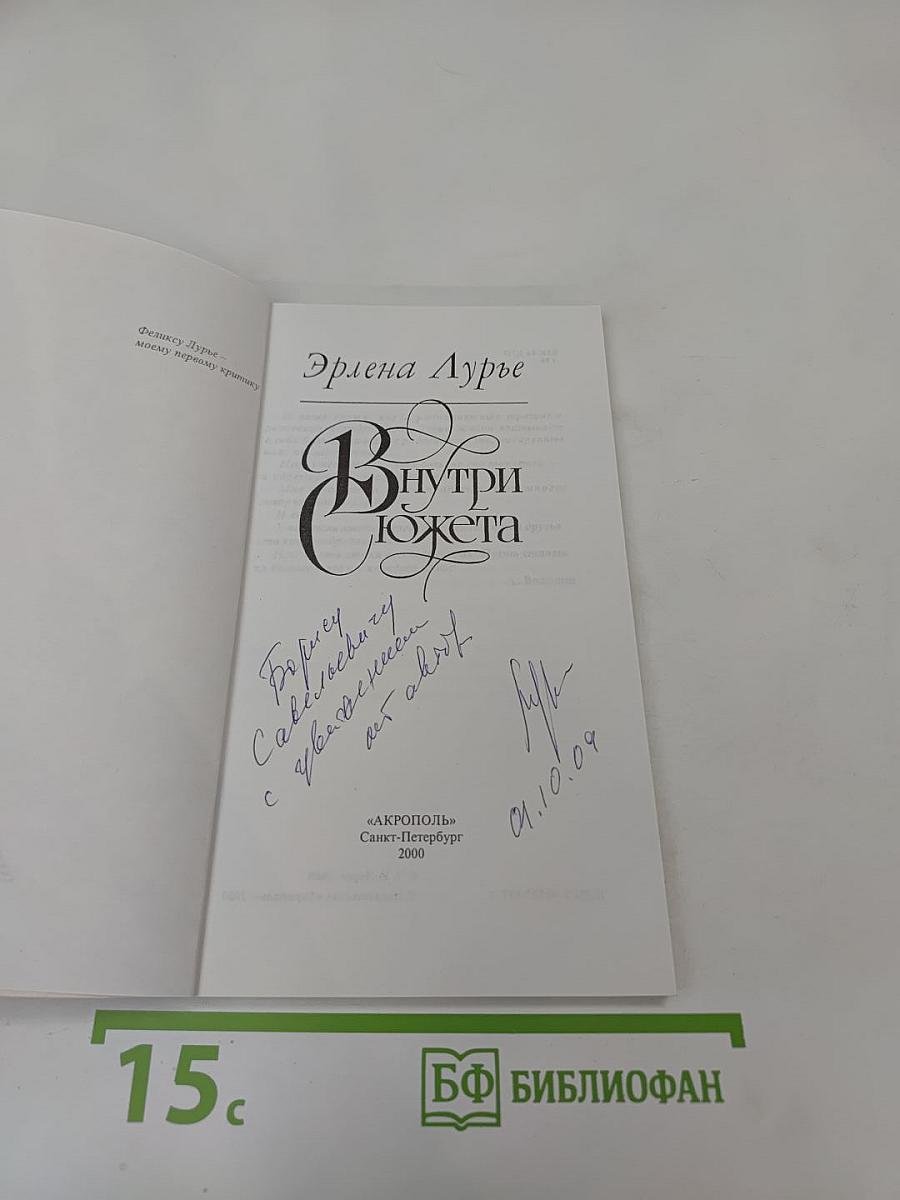 Феликсу Лурье –
моему первому критику
Эрлена Лурье
Внутри
Сюжета
Борису
Савельевичу
с уважением
от автора
01.10.09
«АКРОПОЛЬ»
Санкт-Петербург
2000
15 с
БФ БИБЛИОФАН